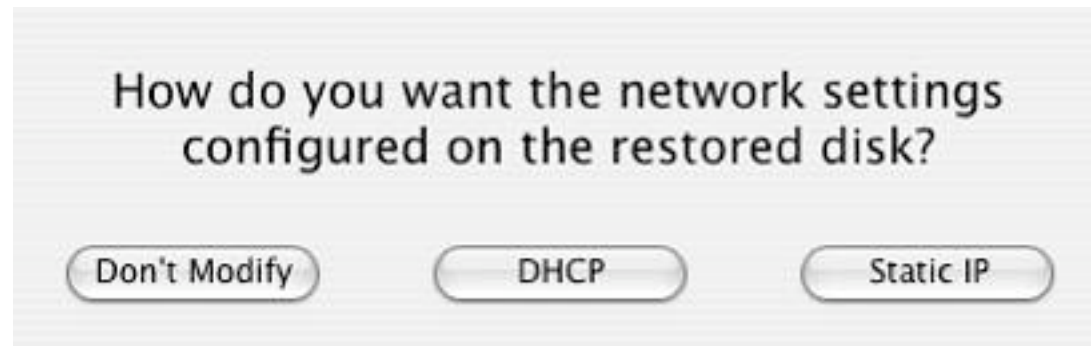 How do you want the network settings
configured on the restored disk?
Don't Modify DHCP Static IP